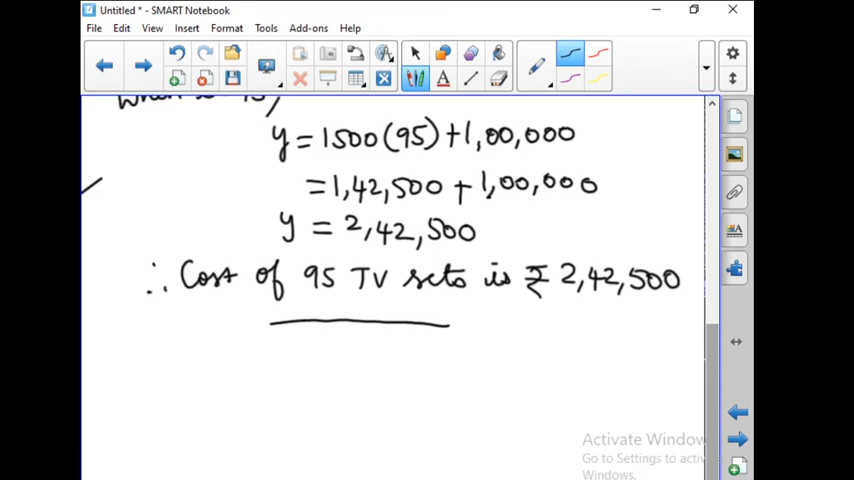 Untitled * - SMART Notebook
File Edit View Insert Format Tools Add-ons Help
y = 1500(95) + 1,00,000
= 1,42,500 + 1,00,000
y = 2,42,500
∴ Cost of 95 TV sets is ₹ 2,42,500
Activate Window
Go to Settings to activ
Windows.